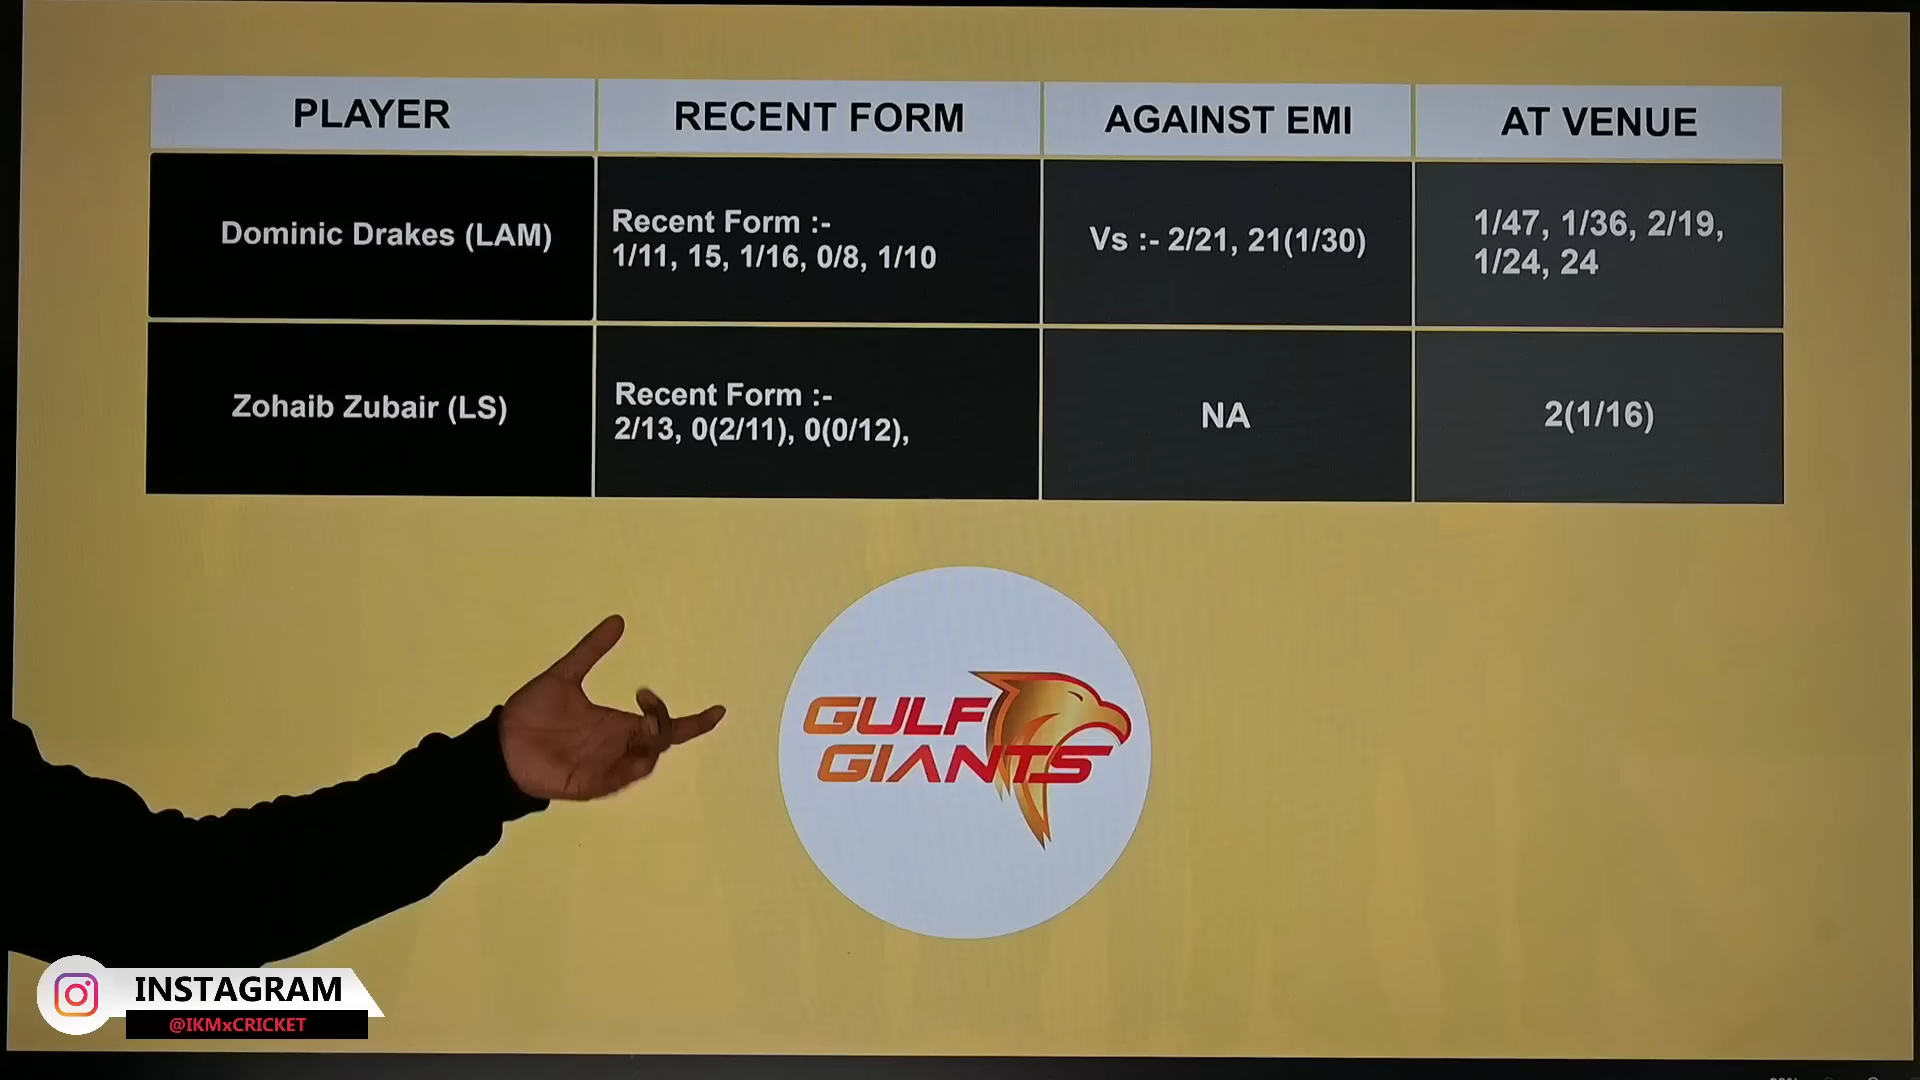 PLAYER
RECENT FORM
AGAINST EMI
AT VENUE
Dominic Drakes (LAM)
Recent Form :-
1/11, 15, 1/16, 0/8, 1/10
Vs :- 2/21, 21(1/30)
1/47, 1/36, 2/19,
1/24, 24
Zohaib Zubair (LS)
Recent Form :-
2/13, 0(2/11), 0(0/12),
NA
2(1/16)
GULF
GIANTS
INSTAGRAM
@IKMxCRICKET